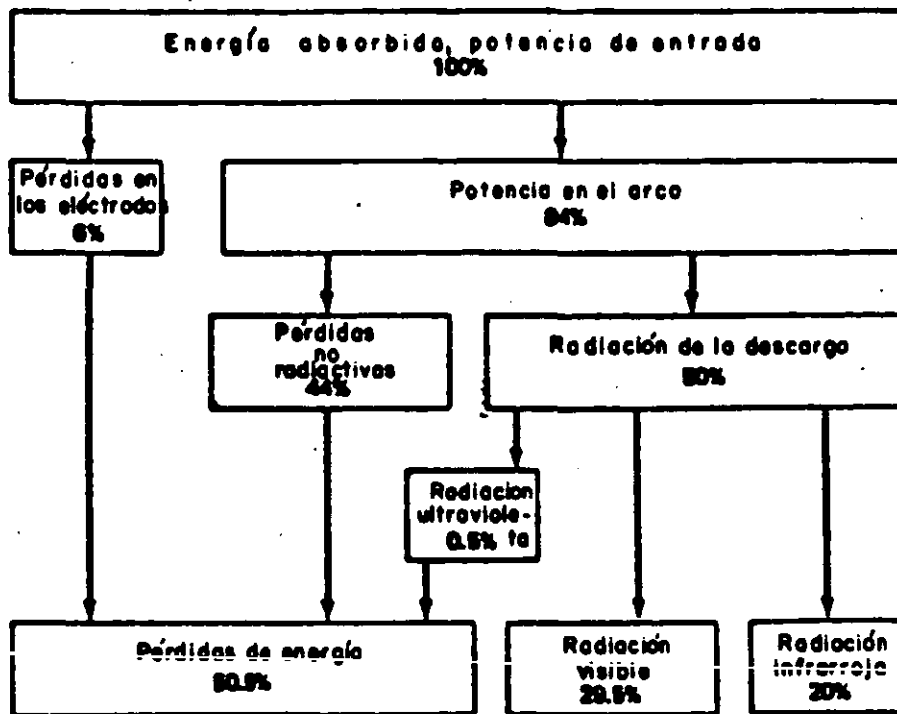 Energía absorbida, potencia de entrada
100%
Pérdidas en
los eléctrodos
6%
Potencia en el arco
94%
Pérdidas
no
radiactivas
44%
Radiación de la descarga
50%
Radiacion
ultraviole-
0.5% ta
Pérdidas de energía
50.5%
Radiación
visible
29.5%
Radiación
infrarroja
20%